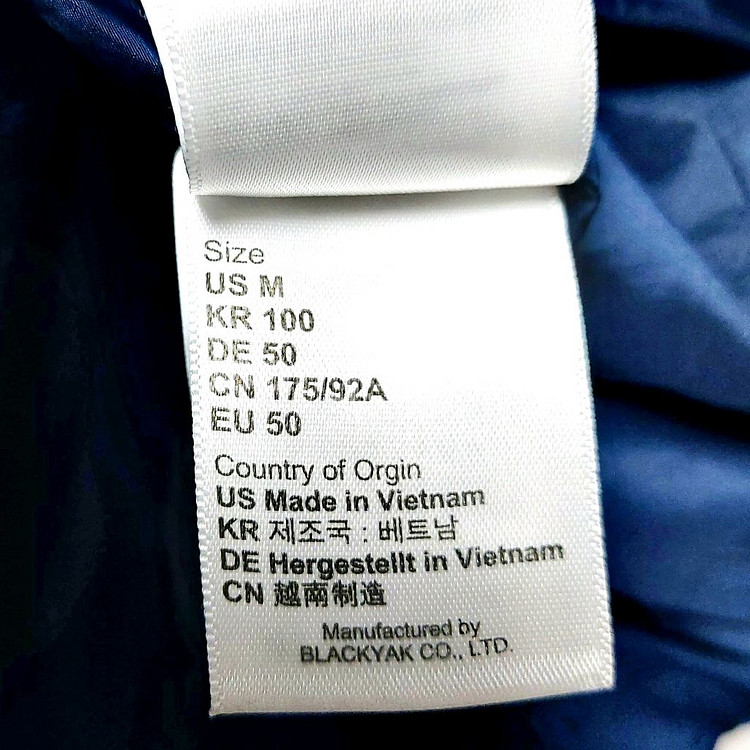 Size
US M
KR 100
DE 50
CN 175/92A
EU 50
Country of Orgin
US Made in Vietnam
KR 제조국 : 베트남
DE Hergestellt in Vietnam
CN 越南制造
Manufactured by
BLACKYAK CO., LTD.